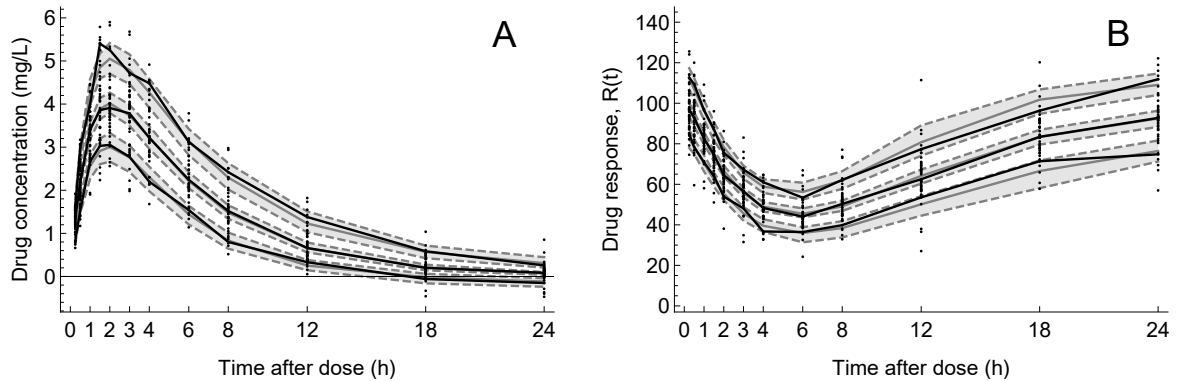 A
Drug concentration (mg/L)
6
5
4
3
2
1
0
0 1 2 3 4 6 8 12 18 24
Time after dose (h)
B
Drug response, R(t)
140
120
100
80
60
40
20
0
0 1 2 3 4 6 8 12 18 24
Time after dose (h)